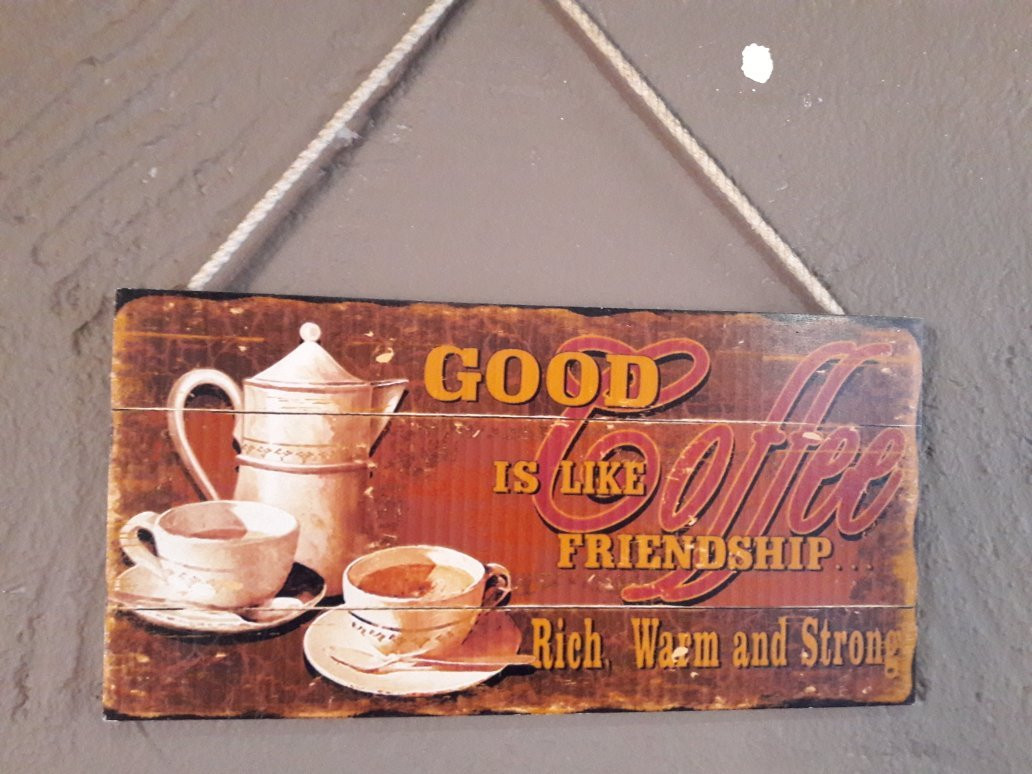 GOOD
Coffee
IS LIKE
FRIENDSHIP...
Rich, Warm and Strong